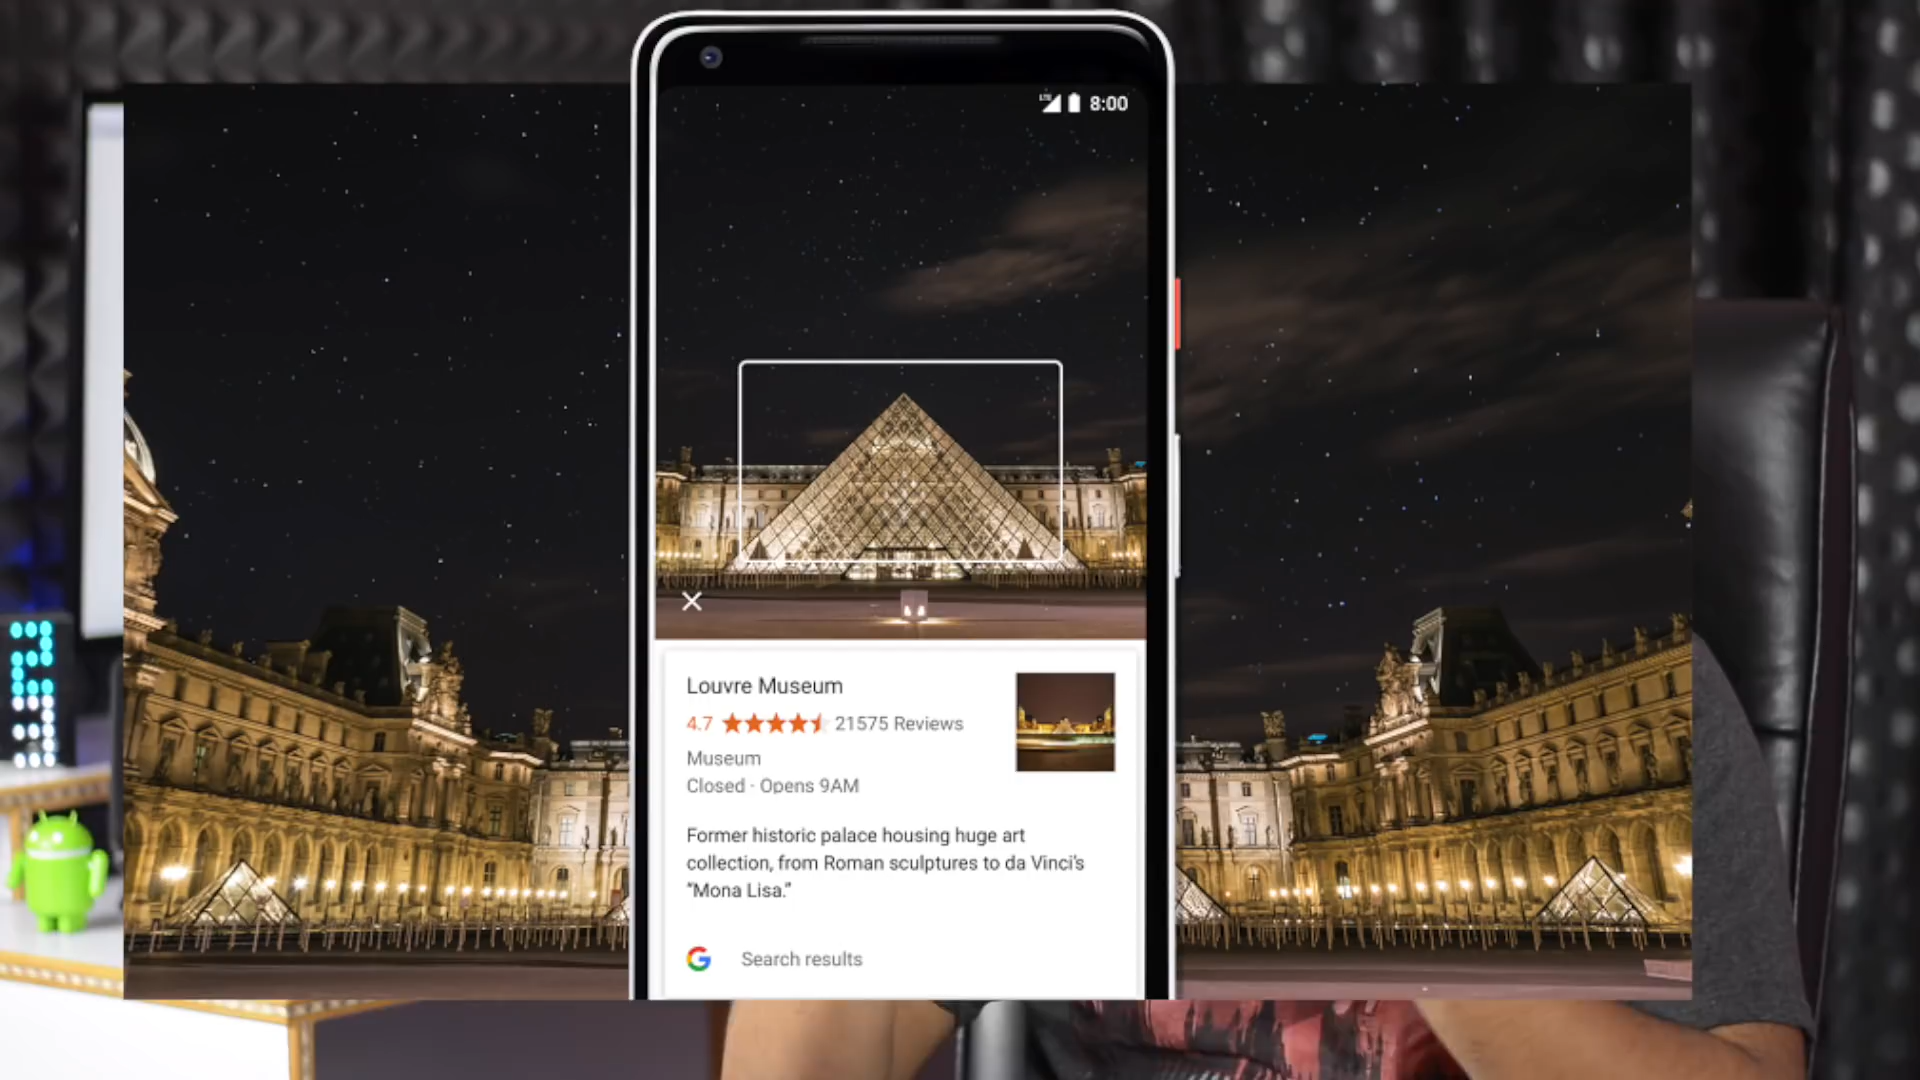 LTE 8:00
Louvre Museum
4.7 21575 Reviews
Museum
Closed · Opens 9AM
Former historic palace housing huge art
collection, from Roman sculptures to da Vinci's
“Mona Lisa.”
G Search results